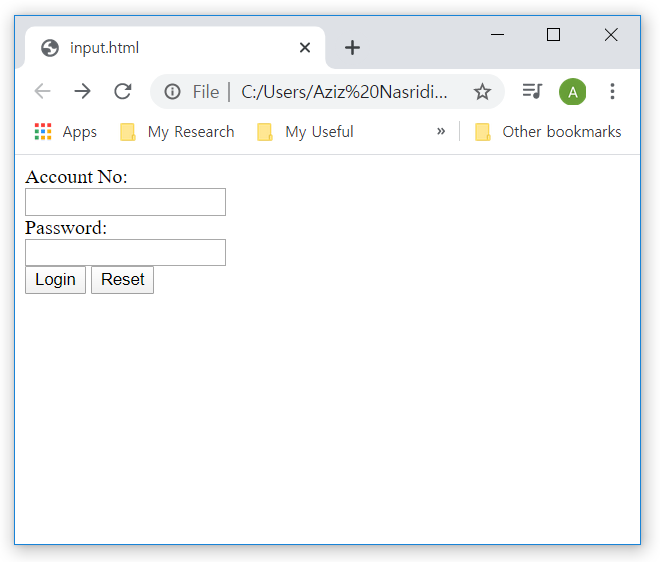 input.html
File | C:/Users/Aziz%20Nasridi...
A
Apps My Research My Useful » Other bookmarks
Account No:
Password:
Login Reset